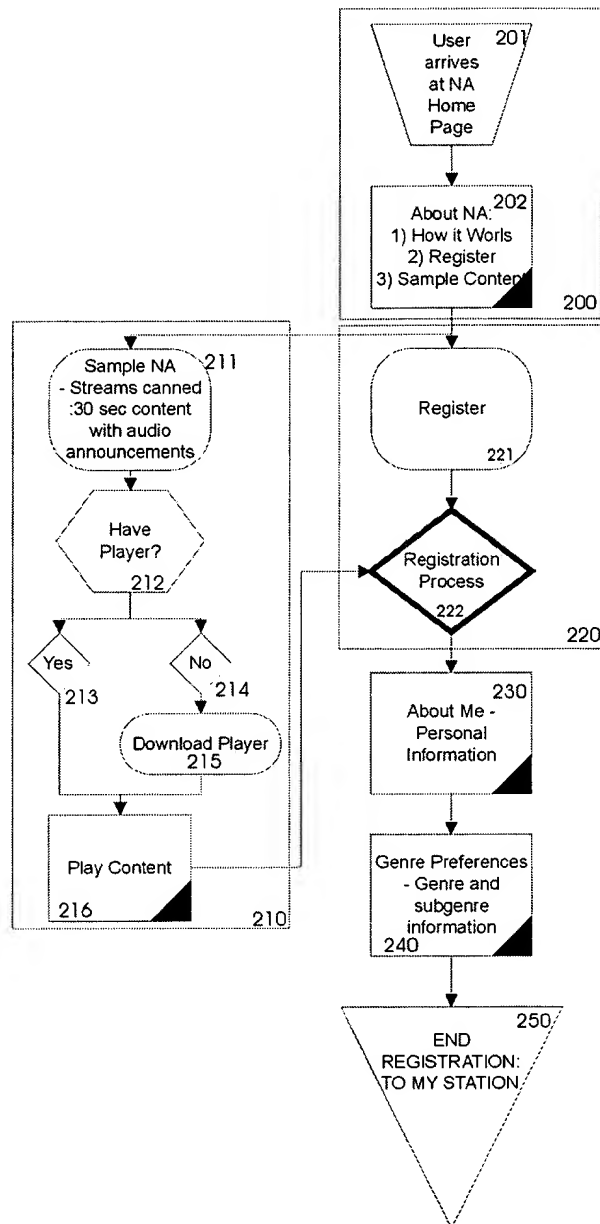 201
User
arrives
at NA
Home
Page
202
About NA:
1) How it Worls
2) Register
3) Sample Content
200
Sample NA
211
- Streams canned
:30 sec content
with audio
announcements
Have
Player?
212
Yes
213
No
214
Download Player
215
Play Content
216
210
Register
221
Registration
Process
222
220
230
About Me -
Personal
Information
Genre Preferences
- Genre and
subgenre
information
240
250
END
REGISTRATION:
TO MY STATION